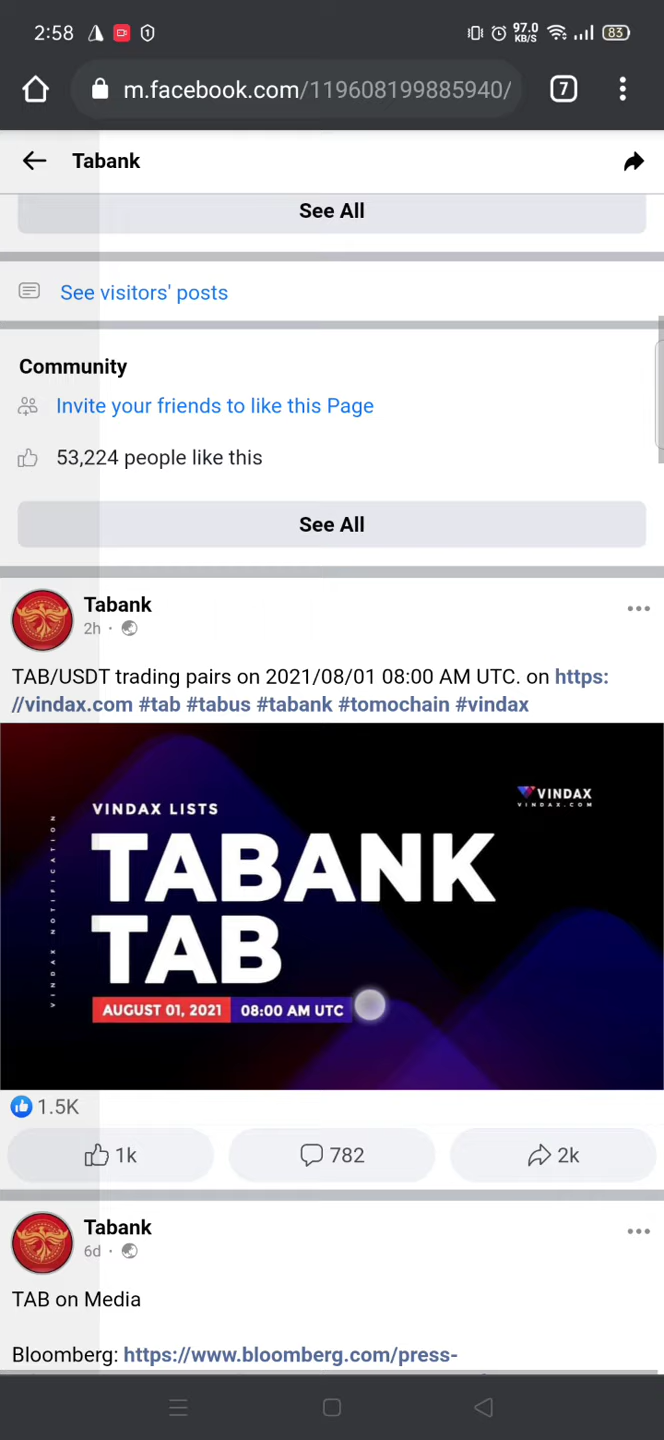 2:58
97.0
KB/S
83
m.facebook.com/119608199885940/
7
Tabank
See All
See visitors' posts
Community
Invite your friends to like this Page
53,224 people like this
See All
Tabank
2h ·
TAB/USDT trading pairs on 2021/08/01 08:00 AM UTC. on https:
//vindax.com #tab #tabus #tabank #tomochain #vindax
VINDAX
VINDAX.COM
VINDAX LISTS
TABANK
TAB
VINDAX NOTIFICATION
AUGUST 01, 2021 08:00 AM UTC
1.5K
1k 782 2k
Tabank
6d ·
TAB on Media
Bloomberg: https://www.bloomberg.com/press-